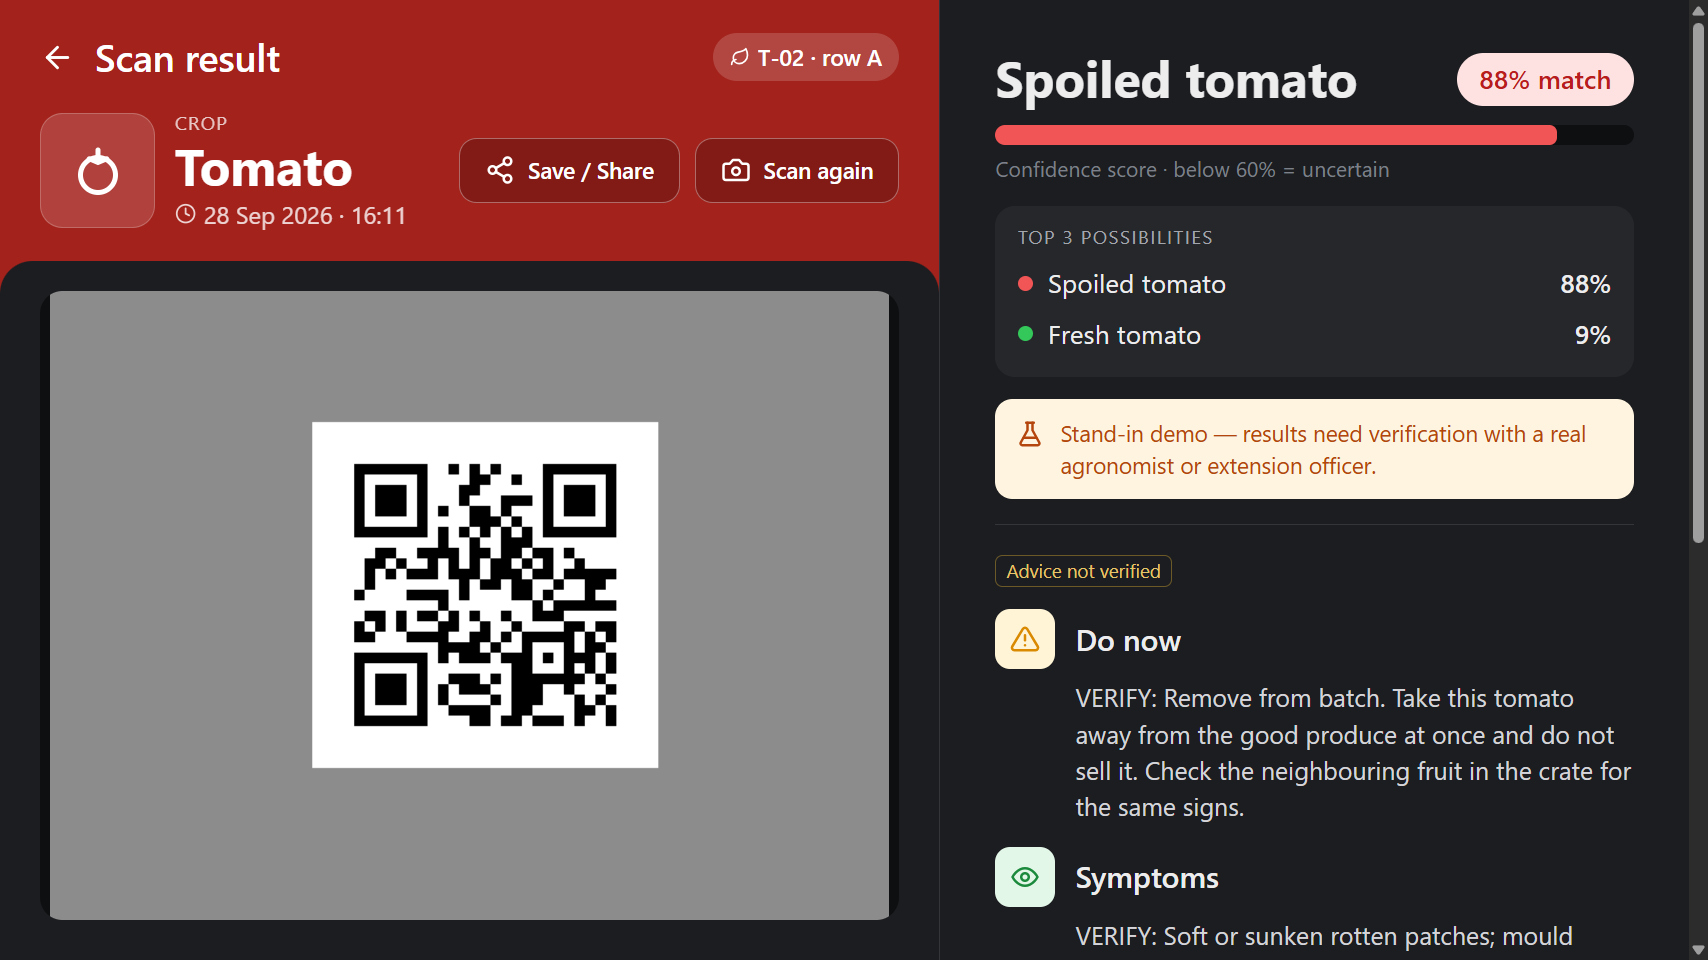 Scan result
T-02 · row A
CROP
Tomato
28 Sep 2026 · 16:11
Save / Share
Scan again
Spoiled tomato
88% match
Confidence score · below 60% = uncertain
TOP 3 POSSIBILITIES
Spoiled tomato 88%
Fresh tomato 9%
Stand-in demo — results need verification with a real
agronomist or extension officer.
Advice not verified
Do now
VERIFY: Remove from batch. Take this tomato
away from the good produce at once and do not
sell it. Check the neighbouring fruit in the crate for
the same signs.
Symptoms
VERIFY: Soft or sunken rotten patches; mould